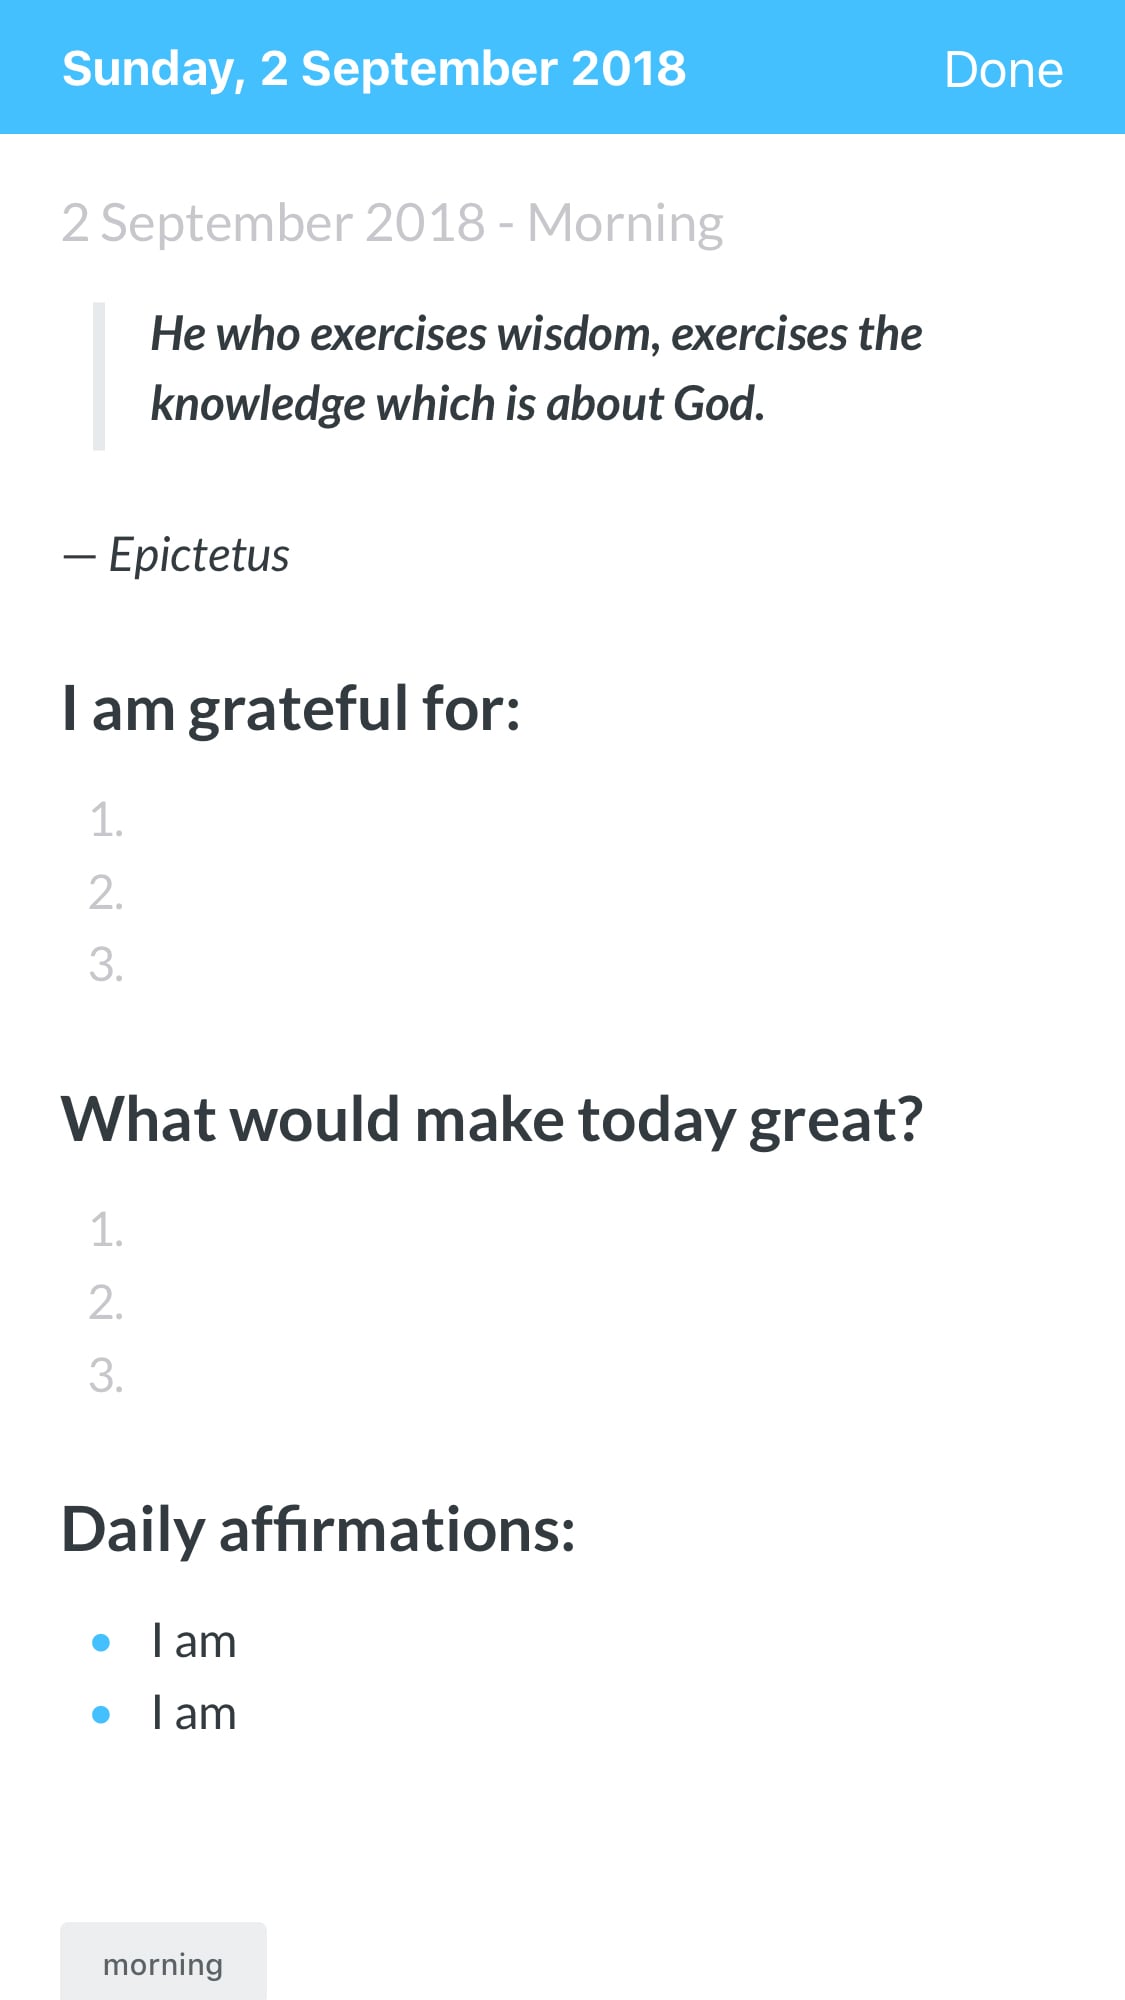 Sunday, 2 September 2018 Done
2 September 2018 - Morning
He who exercises wisdom, exercises the
knowledge which is about God.
— Epictetus
I am grateful for:
1.
2.
3.
What would make today great?
1.
2.
3.
Daily affirmations:
• I am
• I am
morning